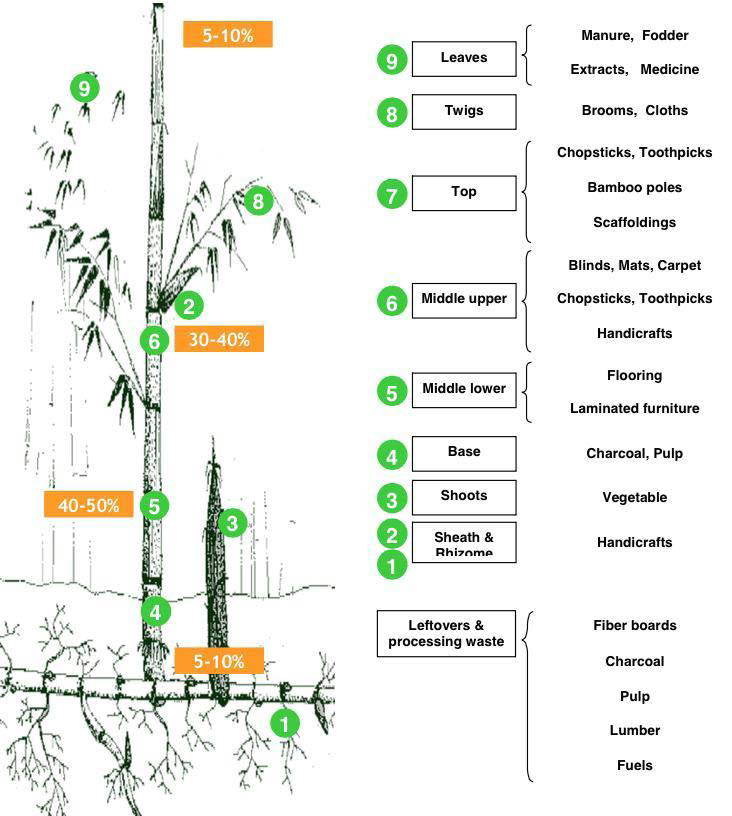 5-10%
9
8
2
6
30-40%
40-50%
5
3
4
5-10%
1
9
Leaves
Manure, Fodder
Extracts, Medicine
8
Twigs
Brooms, Cloths
7
Top
Chopsticks, Toothpicks
Bamboo poles
Scaffoldings
6
Middle upper
Blinds, Mats, Carpet
Chopsticks, Toothpicks
Handicrafts
5
Middle lower
Flooring
Laminated furniture
4
Base
Charcoal, Pulp
3
Shoots
Vegetable
2
1
Sheath &
Rhizome
Handicrafts
Leftovers &
processing waste
Fiber boards
Charcoal
Pulp
Lumber
Fuels